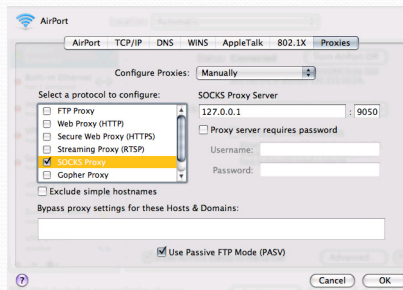 AirPort
AirPort TCP/IP DNS WINS AppleTalk 802.1X Proxies
Configure Proxies: Manually
Select a protocol to configure:
SOCKS Proxy Server
FTP Proxy
127.0.0.1 : 9050
Web Proxy (HTTP)
Proxy server requires password
Secure Web Proxy (HTTPS)
Streaming Proxy (RTSP)
Username:
SOCKS Proxy
Password:
Gopher Proxy
Exclude simple hostnames
Bypass proxy settings for these Hosts & Domains:
Use Passive FTP Mode (PASV)
? Cancel OK